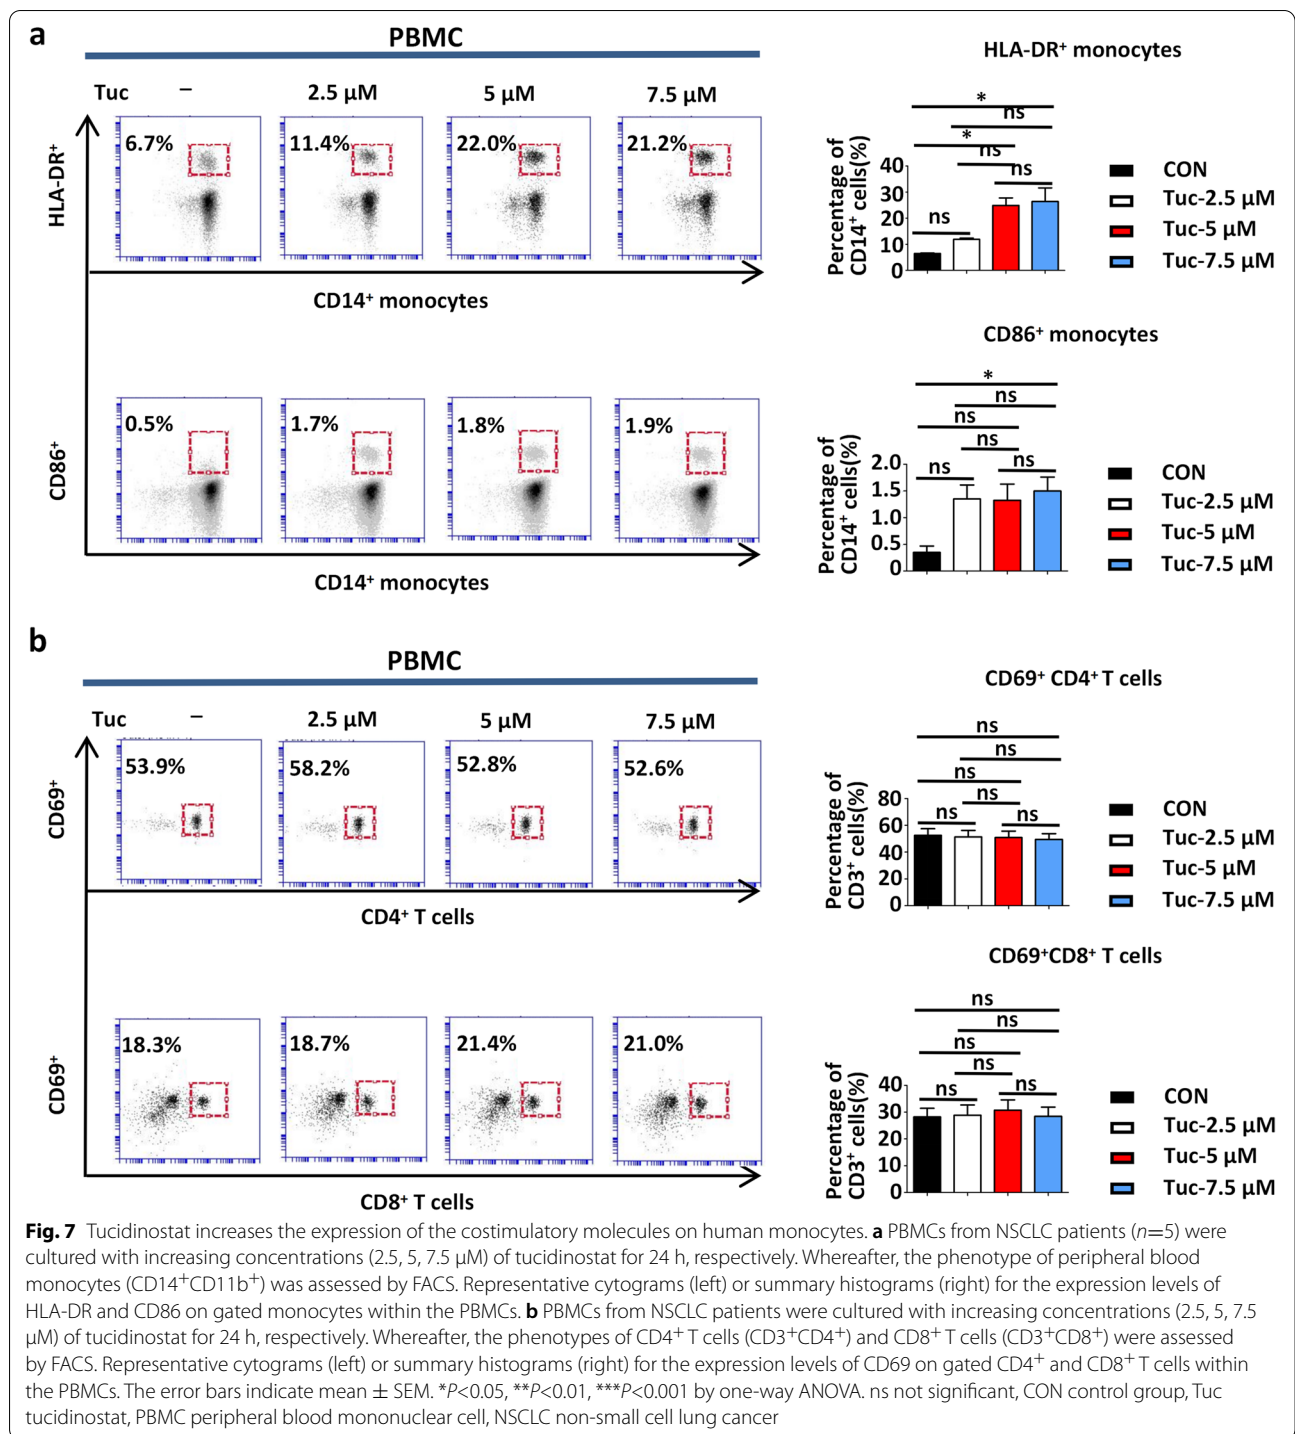 a
PBMC
Tuc – 2.5 µM 5 µM 7.5 µM
6.7% 11.4% 22.0% 21.2%
HLA-DR⁺
CD14⁺ monocytes
HLA-DR⁺ monocytes
*
ns
*
ns
ns
ns
Percentage of
CD14⁺ cells(%)
40
30
20
10
0
CON
Tuc-2.5 µM
Tuc-5 µM
Tuc-7.5 µM
0.5% 1.7% 1.8% 1.9%
CD86⁺
CD14⁺ monocytes
CD86⁺ monocytes
*
ns
ns
ns
ns
ns
Percentage of
CD14⁺ cells(%)
2.0
1.5
1.0
0.5
0
CON
Tuc-2.5 µM
Tuc-5 µM
Tuc-7.5 µM
b
PBMC
Tuc – 2.5 µM 5 µM 7.5 µM
53.9% 58.2% 52.8% 52.6%
CD69⁺
CD4⁺ T cells
CD69⁺ CD4⁺ T cells
ns
ns
ns
ns
ns
ns
Percentage of
CD3⁺ cells(%)
80
60
40
20
0
CON
Tuc-2.5 µM
Tuc-5 µM
Tuc-7.5 µM
18.3% 18.7% 21.4% 21.0%
CD69⁺
CD8⁺ T cells
CD69⁺CD8⁺ T cells
ns
ns
ns
ns
ns
ns
Percentage of
CD3⁺ cells(%)
40
30
20
10
0
CON
Tuc-2.5 µM
Tuc-5 µM
Tuc-7.5 µM
Fig. 7 Tucidinostat increases the expression of the costimulatory molecules on human monocytes. a PBMCs from NSCLC patients (n=5) were
cultured with increasing concentrations (2.5, 5, 7.5 µM) of tucidinostat for 24 h, respectively. Whereafter, the phenotype of peripheral blood
monocytes (CD14⁺CD11b⁺) was assessed by FACS. Representative cytograms (left) or summary histograms (right) for the expression levels of
HLA-DR and CD86 on gated monocytes within the PBMCs. b PBMCs from NSCLC patients were cultured with increasing concentrations (2.5, 5, 7.5
µM) of tucidinostat for 24 h, respectively. Whereafter, the phenotypes of CD4⁺ T cells (CD3⁺CD4⁺) and CD8⁺ T cells (CD3⁺CD8⁺) were assessed
by FACS. Representative cytograms (left) or summary histograms (right) for the expression levels of CD69 on gated CD4⁺ and CD8⁺ T cells within
the PBMCs. The error bars indicate mean ± SEM. *P<0.05, **P<0.01, ***P<0.001 by one-way ANOVA. ns not significant, CON control group, Tuc
tucidinostat, PBMC peripheral blood mononuclear cell, NSCLC non-small cell lung cancer